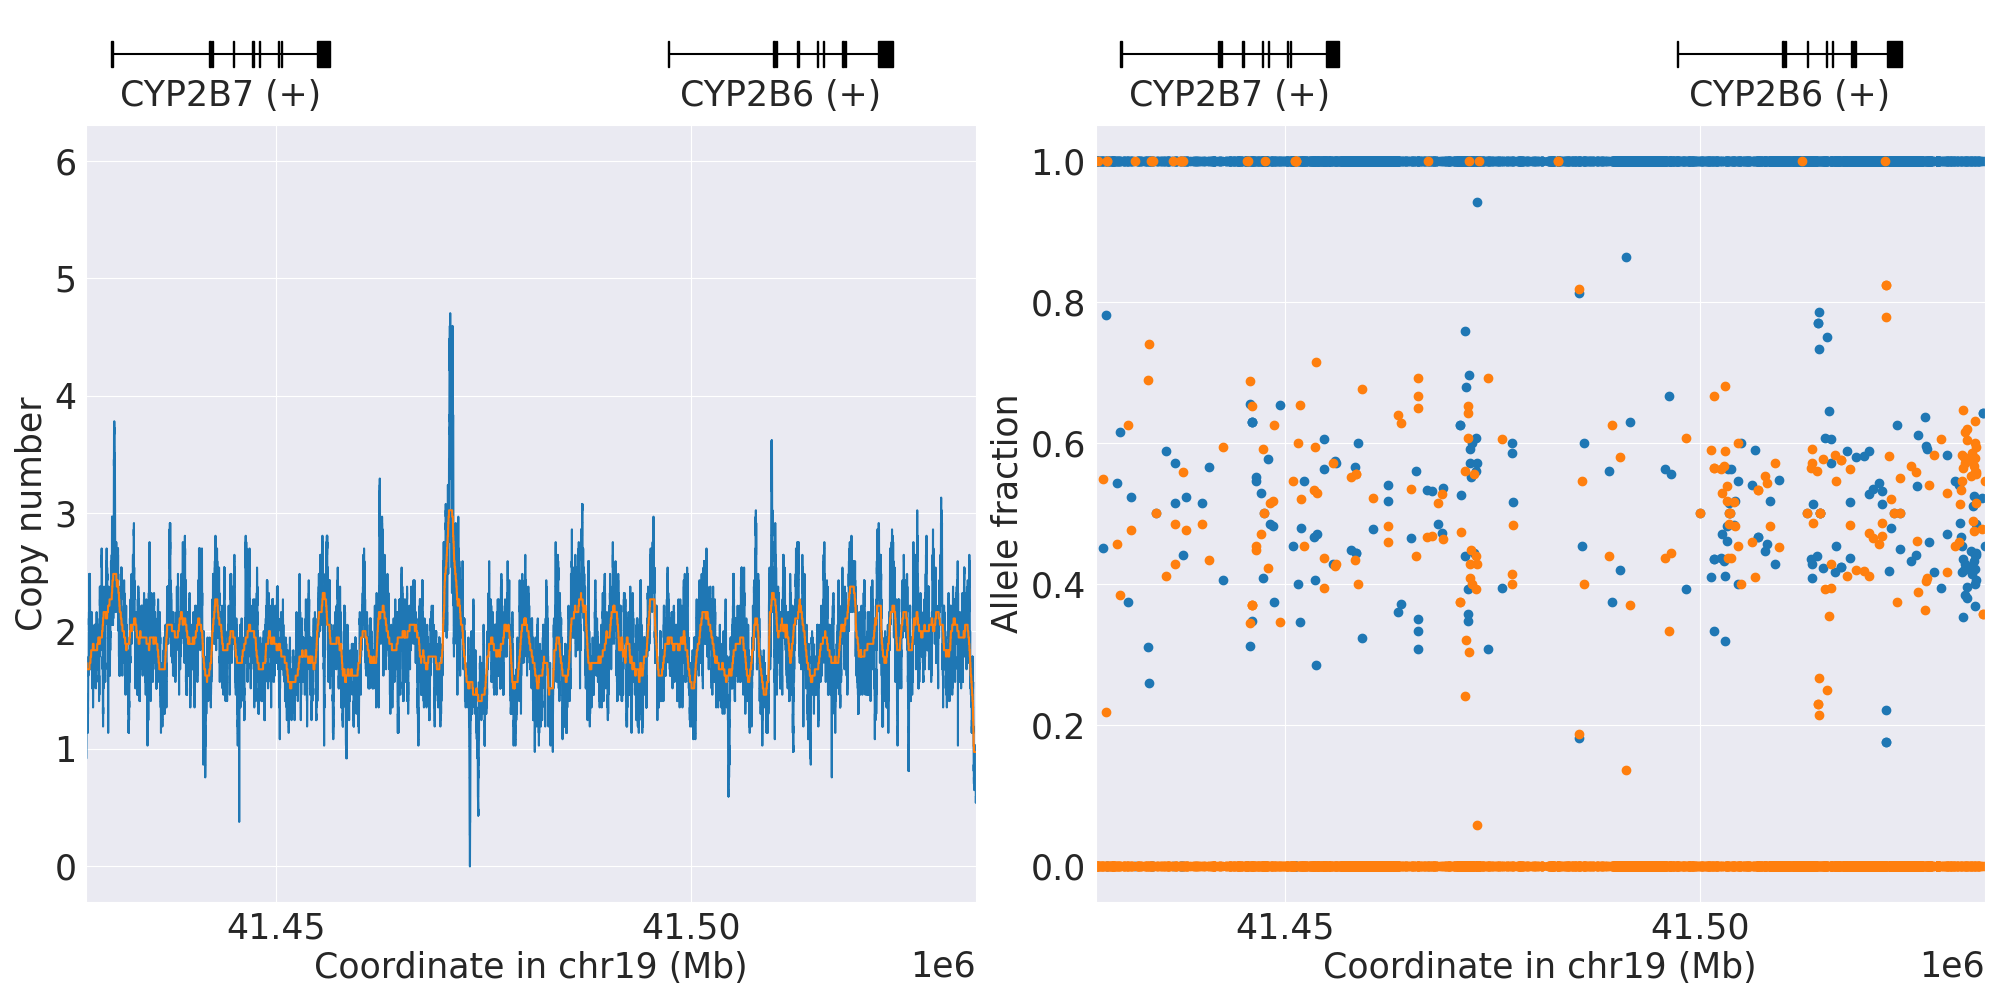 CYP2B7 (+)
CYP2B6 (+)
6
5
4
3
2
1
0
Copy number
41.45
41.50
Coordinate in chr19 (Mb)
1e6
CYP2B7 (+)
CYP2B6 (+)
1.0
0.8
0.6
0.4
0.2
0.0
Allele fraction
41.45
41.50
Coordinate in chr19 (Mb)
1e6